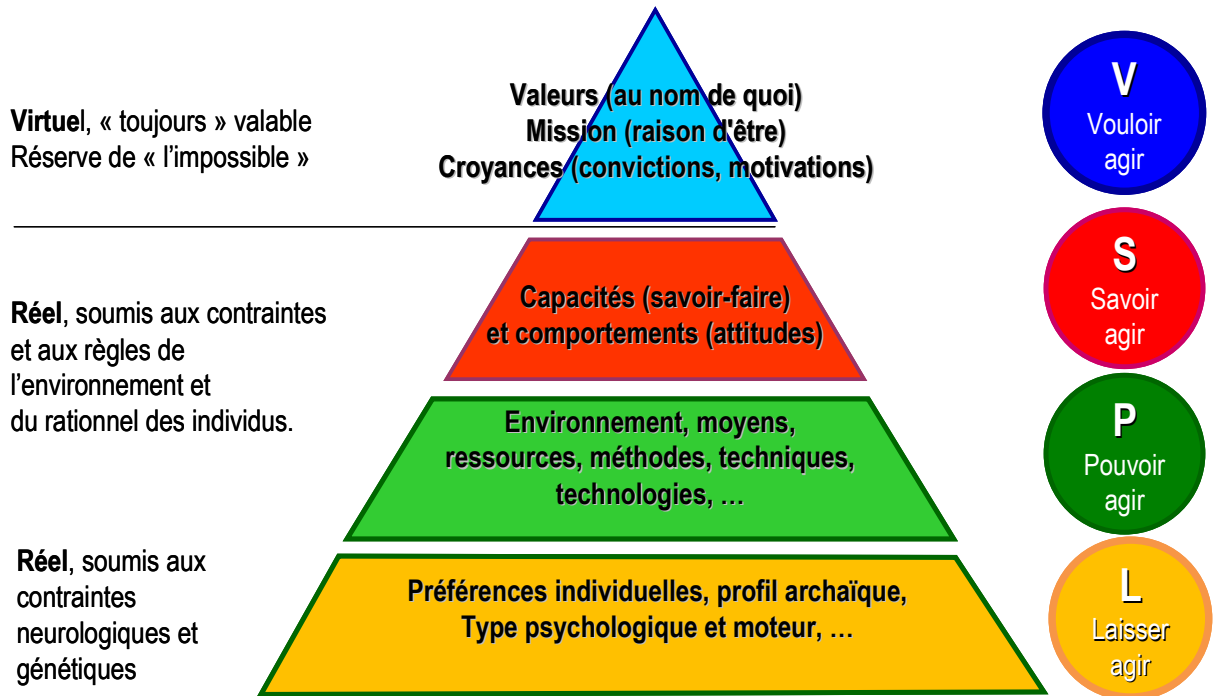 Virtuel, « toujours » valable
Réserve de « l'impossible »
Valeurs (au nom de quoi)
Mission (raison d'être)
Croyances (convictions, motivations)
V
Vouloir
agir
Réel, soumis aux contraintes
et aux règles de
l'environnement et
du rationnel des individus.
Capacités (savoir-faire)
et comportements (attitudes)
S
Savoir
agir
Environnement, moyens,
ressources, méthodes, techniques,
technologies, …
P
Pouvoir
agir
Réel, soumis aux
contraintes
neurologiques et
génétiques
Préférences individuelles, profil archaïque,
Type psychologique et moteur, …
L
Laisser
agir